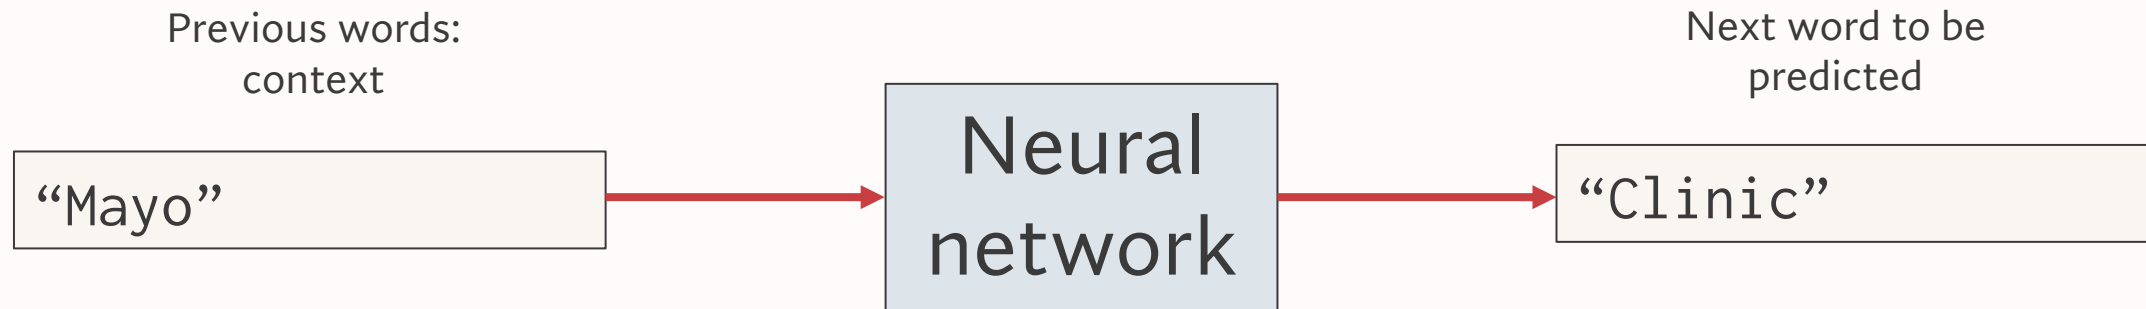 Previous words:
context
“Mayo”
Neural
network
Next word to be
predicted
“Clinic”